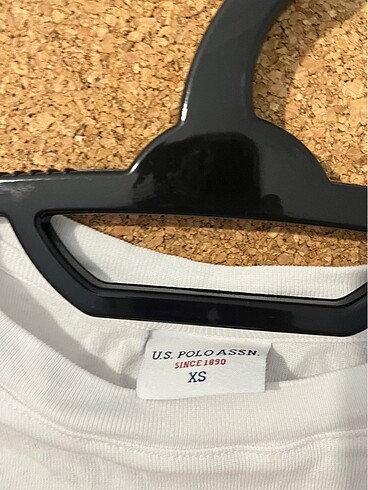 U.S. POLO ASSN.
SINCE 1890
XS